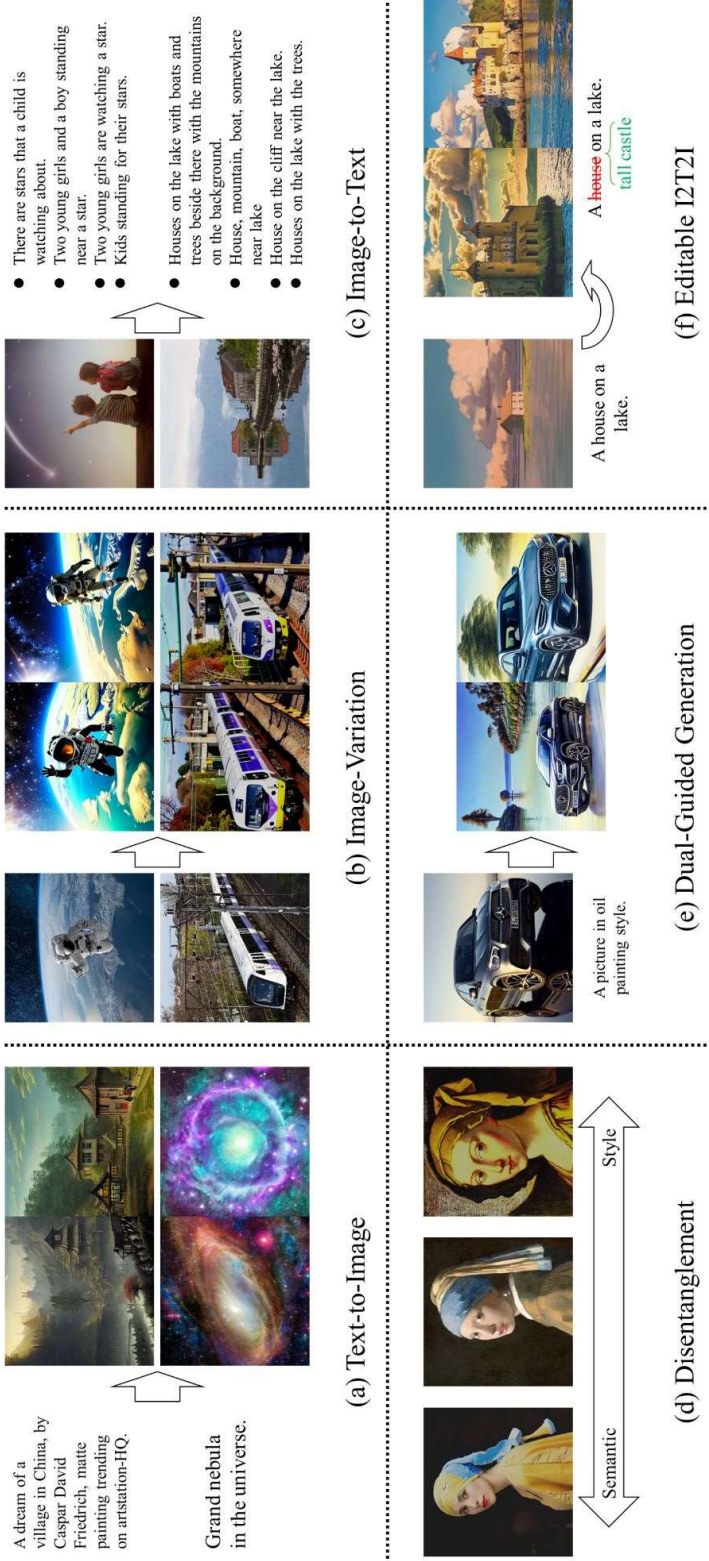 A dream of a
village in China, by
Caspar David
Friedrich, matte
painting trending
on artstation-HQ.
Grand nebula
in the universe.
(a) Text-to-Image
(b) Image-Variation
● There are stars that a child is
watching about.
● Two young girls and a boy standing
near a star.
● Two young girls are watching a star.
● Kids standing for their stars.
● Houses on the lake with boats and
trees beside there with the mountains
on the background.
● House, mountain, boat, somewhere
near lake
● House on the cliff near the lake.
● Houses on the lake with the trees.
(c) Image-to-Text
Semantic
Style
(d) Disentanglement
A picture in oil
painting style.
(e) Dual-Guided Generation
A house on a
lake.
A house on a lake.
tall castle
(f) Editable I2T2I